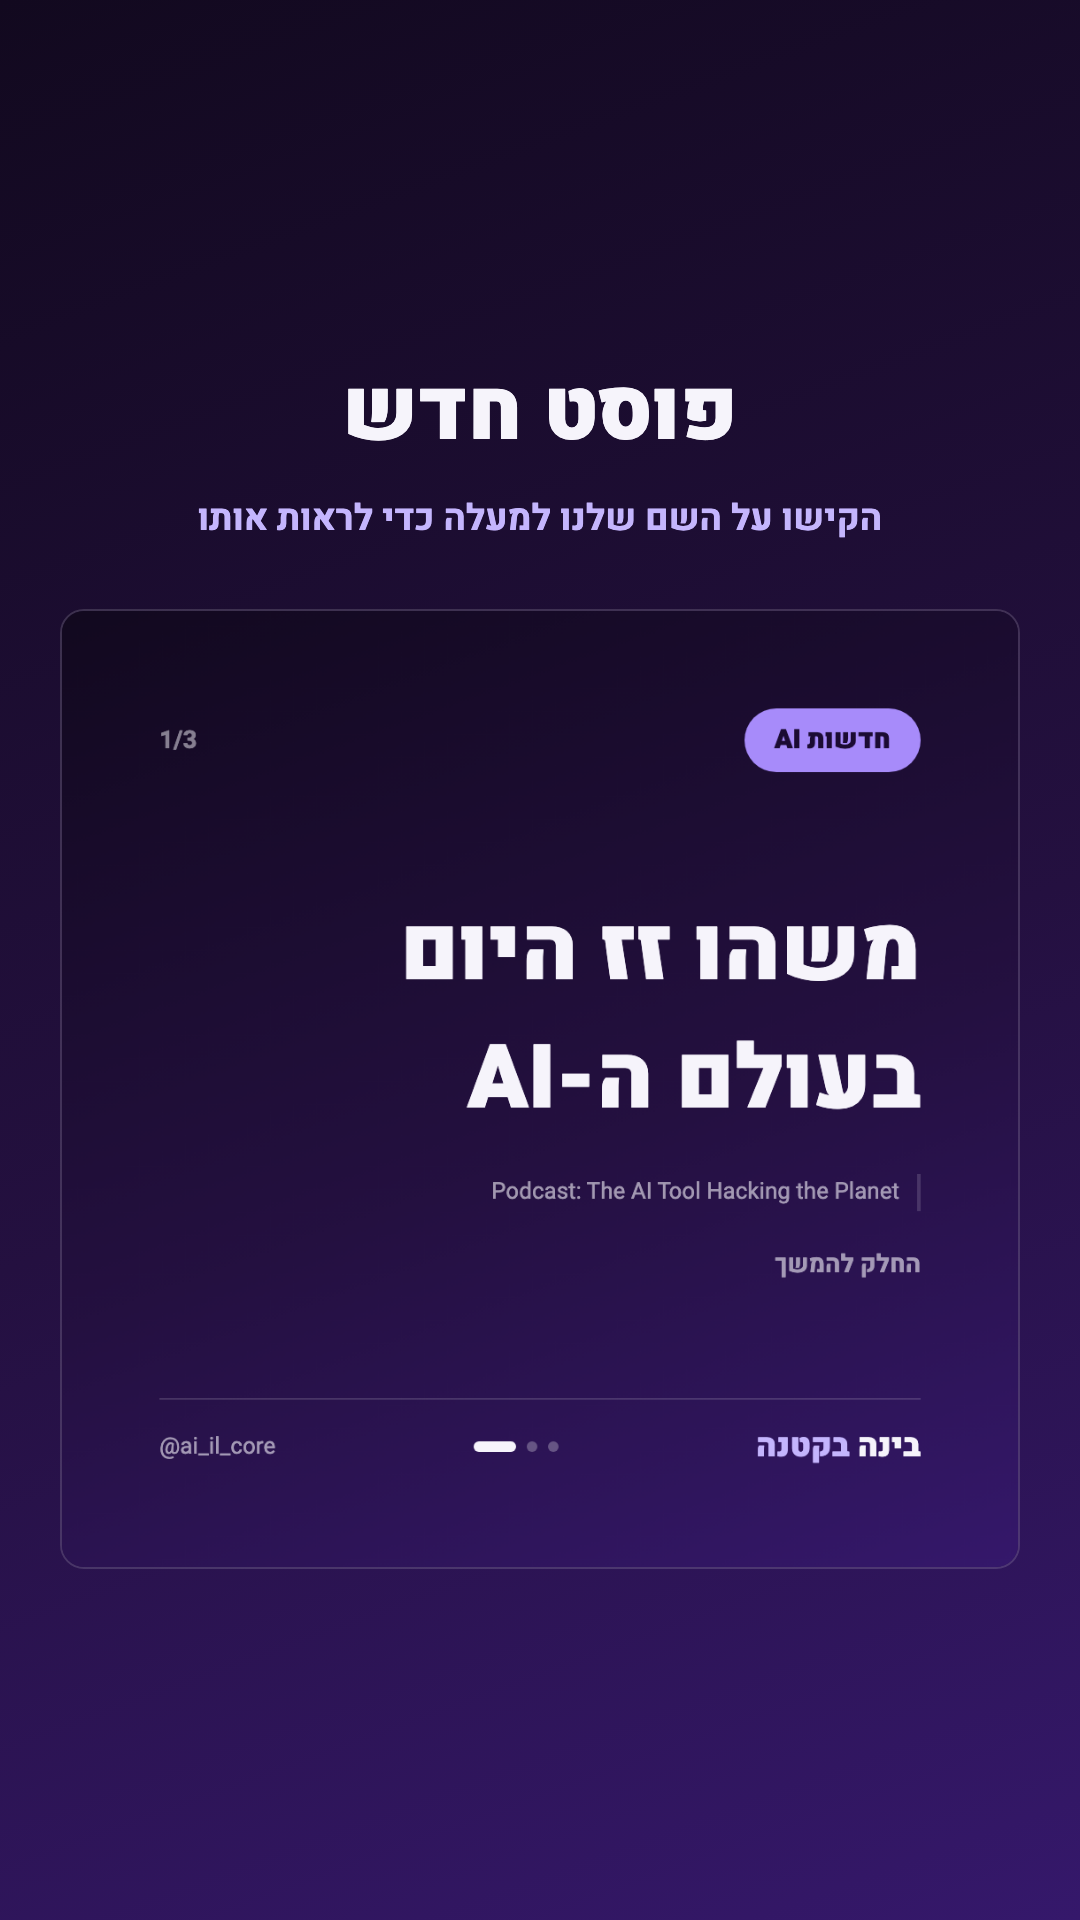 פוסט חדש
הקישו על השם שלנו למעלה כדי לראות אותו
חדשות AI
1/3
משהו זז היום
בעולם ה-AI
Podcast: The AI Tool Hacking the Planet
החלק להמשך
בינה בקטנה
@ai_il_core